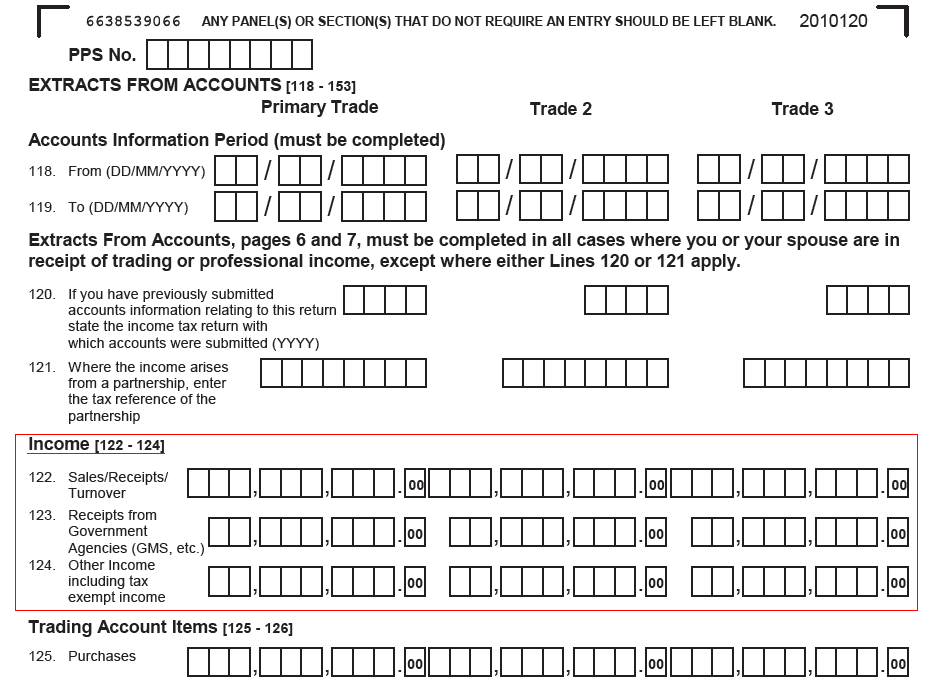 6638539066 ANY PANEL(S) OR SECTION(S) THAT DO NOT REQUIRE AN ENTRY SHOULD BE LEFT BLANK. 2010120
PPS No.
EXTRACTS FROM ACCOUNTS [118 - 153]
Primary Trade Trade 2 Trade 3
Accounts Information Period (must be completed)
118. From (DD/MM/YYYY) / / / / / /
119. To (DD/MM/YYYY) / / / / / /
Extracts From Accounts, pages 6 and 7, must be completed in all cases where you or your spouse are in
receipt of trading or professional income, except where either Lines 120 or 121 apply.
120. If you have previously submitted
accounts information relating to this return
state the income tax return with
which accounts were submitted (YYYY)
121. Where the income arises
from a partnership, enter
the tax reference of the
partnership
Income [122 - 124]
122. Sales/Receipts/
Turnover , , .00 , , .00 , , .00
123. Receipts from
Government
Agencies (GMS, etc.) , , .00 , , .00 , , .00
124. Other Income
including tax
exempt income , , .00 , , .00 , , .00
Trading Account Items [125 - 126]
125. Purchases , , .00 , , .00 , , .00